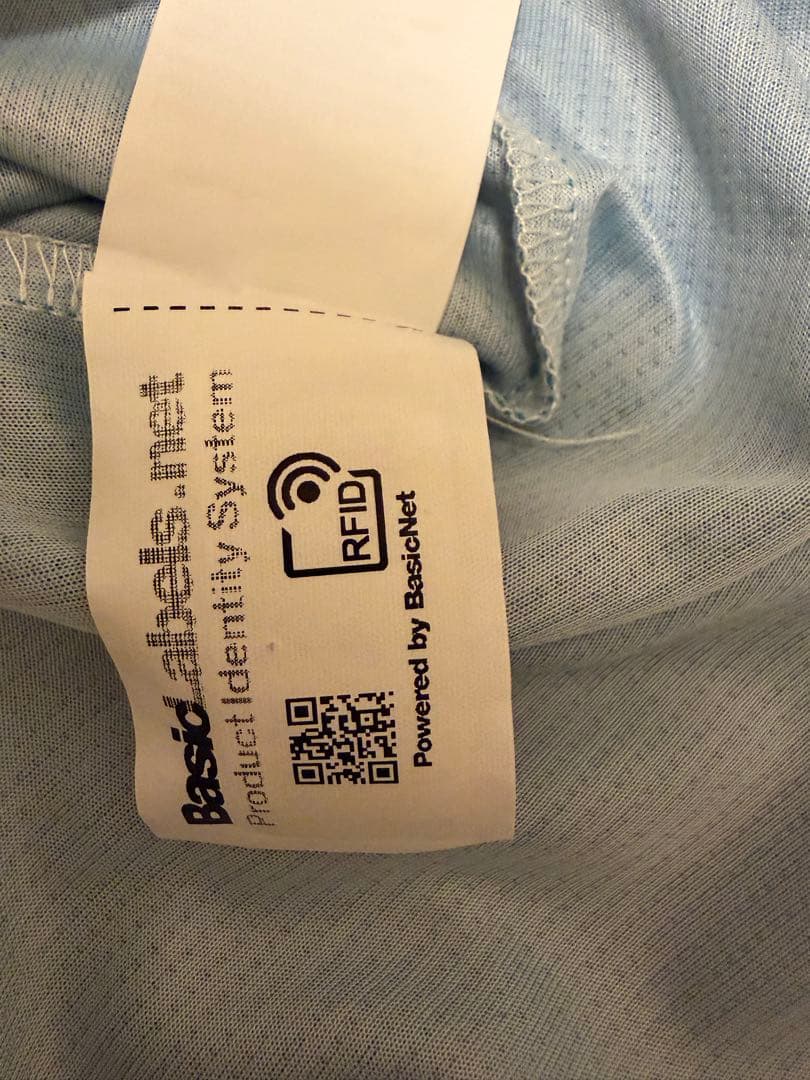 BasicLabels.net
Product Identity System
RFID
Powered by BasicNet